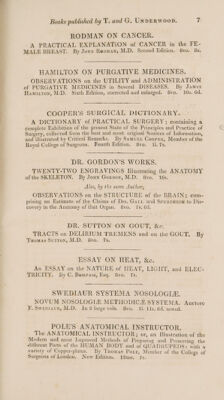 Books published by T. and G. UNDERWOOD. 7
RODMAN ON CANCER.
A PRACTICAL EXPLANATION of CANCER in the FE-
MALE BREAST. By JOHN RODMAN, M.D. Second Edition. 8vo. 8s.
HAMILTON ON PURGATIVE MEDICINES.
OBSERVATIONS on the UTILITY and ADMINISTRATION
of PURGATIVE MEDICINES in Several DISEASES. By JAMES
HAMILTON, M.D. Sixth Edition, corrected and enlarged. 8vo. 10s. 6d.
COOPER'S SURGICAL DICTIONARY.
A DICTIONARY of PRACTICAL SURGERY; containing a
complete Exhibition of the present State of the Principles and Practice of
Surgery, collected from the best and most original Sources of Information,
and illustrated by Critical Remarks. By SAMUEL COOPER, Member of the
Royal College of Surgeons. Fourth Edition. 8vo. 1l. 7s.
DR. GORDON'S WORKS.
TWENTY-TWO ENGRAVINGS Illustrating the ANATOMY
of the SKELETON. By JOHN GORDON, M.D. 8vo. 18s.
Also, by the same Author,
OBSERVATIONS on the STRUCTURE of the BRAIN; com-
prising an Estimate of the Claims of Drs. GALL and SPURZHEIM to Dis-
covery in the Anatomy of that Organ. 8vo. 7s. 6d.
DR. SUTTON ON GOUT, &c.
TRACTS on DELIRIUM TREMENS and on the GOUT. By
THOMAS SUTTON, M.D. 8vo. 7s.
ESSAY ON HEAT, &c.
An ESSAY on the NATURE of HEAT, LIGHT, and ELEC-
TRICITY. By C. BOMPASS, Esq. 8vo. 7s.
SWEDIAUR SYSTEMA NOSOLOGIÆ.
NOVUM NOSOLOGIÆ METHODICÆ SYSTEMA. Auctore
F. SWEDIAUR, M.D. In 2 large vols. 8vo. 1l. 11s. 6d. sewed.
POLE'S ANATOMICAL INSTRUCTOR.
The ANATOMICAL INSTRUCTOR; or, an Illustration of the
Modern and most Improved Methods of Preparing and Preserving the
different Parts of the HUMAN BODY and of QUADRUPEDS: with a
variety of Copper-plates. By THOMAS POLE, Member of the College of
Surgeons of London. New Edition. 12mo. 7s.